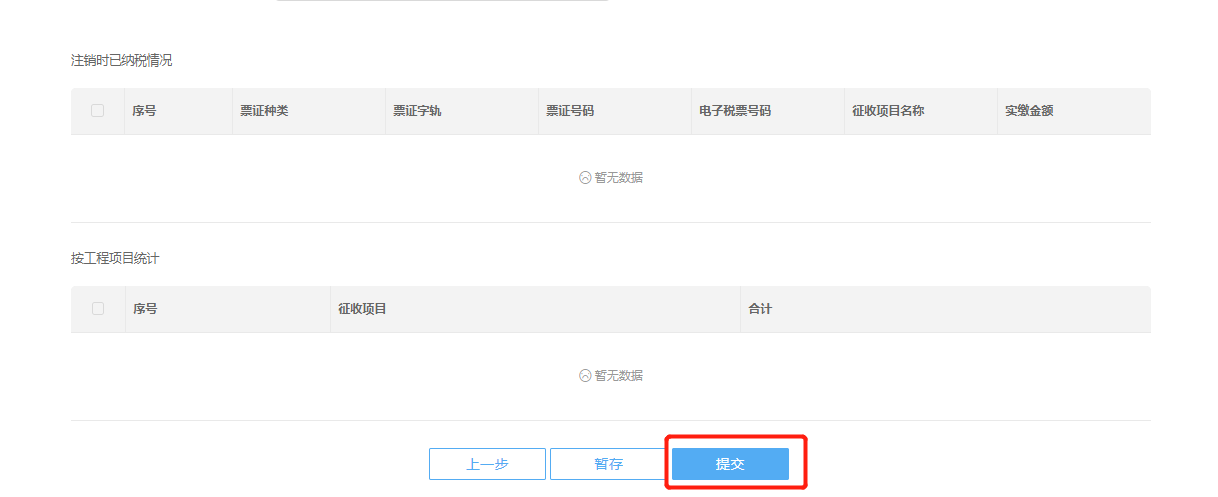 注销时已纳税情况
序号 票证种类 票证字轨 票证号码 电子税票号码 征收项目名称 实缴金额
暂无数据
按工程项目统计
序号 征收项目 合计
暂无数据
上一步 暂存 提交